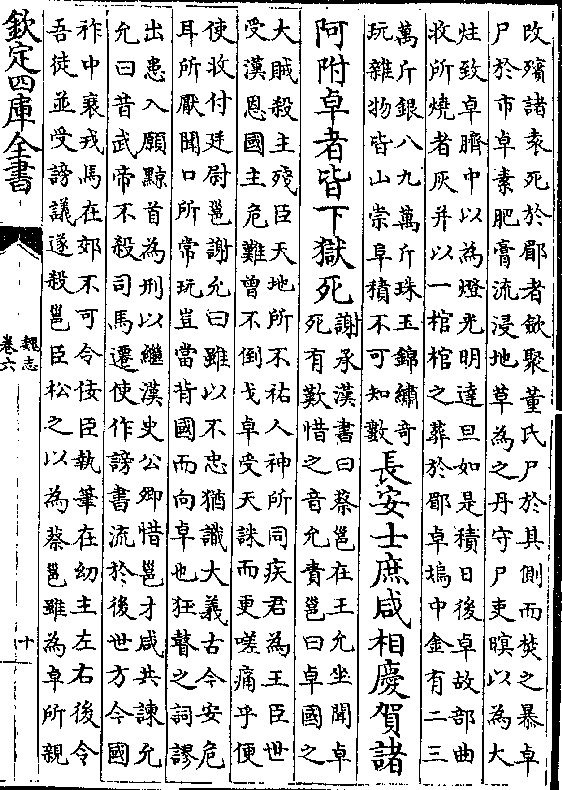 改殯諸袁死於郿者歛聚董氏尸於其側而焚之暴卓
尸於市卓素肥膏流浸地草為之丹守尸吏暝以為大
炷致卓臍中以為燈光明達旦如是積日後卓故部曲
收所燒者灰并以一棺棺之葬於郿卓塢中金有二三
萬斤銀八九萬斤珠玉錦繡奇
玩雜物皆山崇阜積不可知數
長安士庶咸相慶賀諸
阿附卓者皆下獄死
謝承漢書曰蔡邕在王允坐聞卓
死有歎惜之音允責邕曰卓國之
大賊殺主殘臣天地所不祐人神所同疾君為王臣世
受漢恩國主危難曾不倒戈卓受天誅而更嗟痛乎便
使收付廷尉邕謝允曰雖以不忠猶識大義古今安危
耳所厭聞口所常玩豈當背國而向卓也狂瞽之詞謬
出患入願黥首為刑以繼漢史公卿惜邕才咸共諫允
允曰昔武帝不殺司馬遷使作謗書流於後世方今國
祚中衰戎馬在郊不可令佞臣執筆在幼主左右後令
吾徒並受謗議遂殺邕臣松之以為蔡邕雖為卓所親
欽定四庫全書
魏志
卷六
十